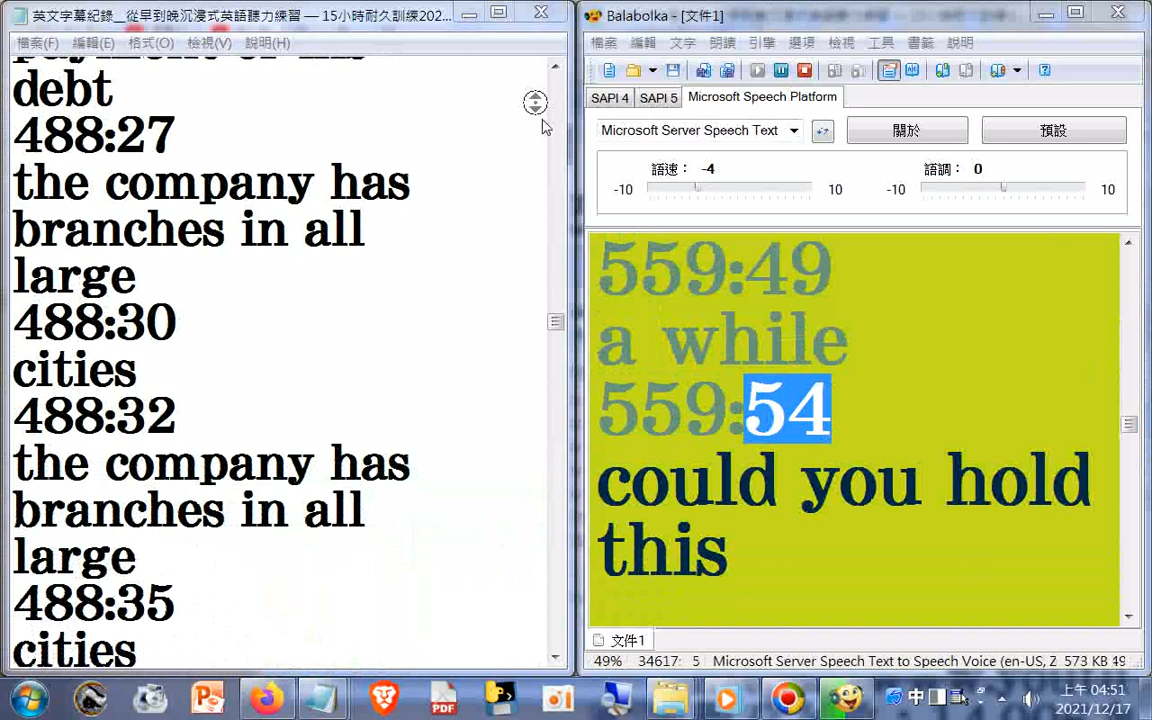 英文字幕紀錄__從早到晚沉浸式英語聽力練習 — 15小時耐久訓練202...
檔案(F) 編輯(E) 格式(O) 檢視(V) 說明(H)
debt
488:27
the company has
branches in all
large
488:30
cities
488:32
the company has
branches in all
large
488:35
cities
Balabolka - [文件1]
檔案 編輯 文字 朗讀 引擎 選項 檢視 工具 書籤 說明
SAPI 4 SAPI 5 Microsoft Speech Platform
Microsoft Server Speech Text 關於 預設
語速： -4 語調： 0
-10 10 -10 10
559:49
a while
559:54
could you hold
this
文件1
49% 34617: 5 Microsoft Server Speech Text to Speech Voice (en-US, Z 573 KB 49
PDF
中
上午 04:51
2021/12/17